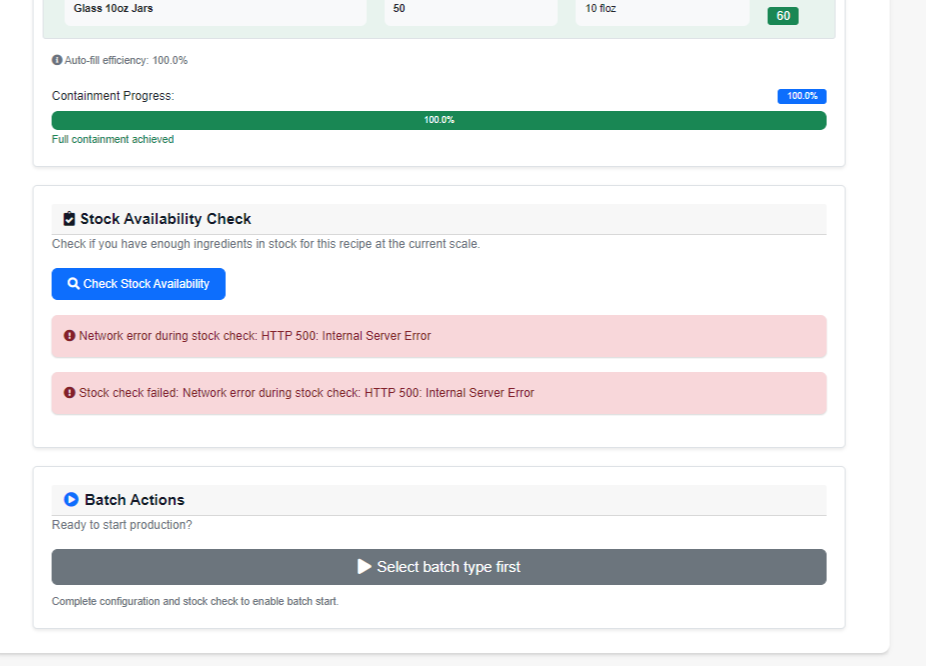 Glass 10oz Jars
50
10 floz
60
Auto-fill efficiency: 100.0%
Containment Progress:
100.0%
100.0%
Full containment achieved
Stock Availability Check
Check if you have enough ingredients in stock for this recipe at the current scale.
Check Stock Availability
Network error during stock check: HTTP 500: Internal Server Error
Stock check failed: Network error during stock check: HTTP 500: Internal Server Error
Batch Actions
Ready to start production?
Select batch type first
Complete configuration and stock check to enable batch start.